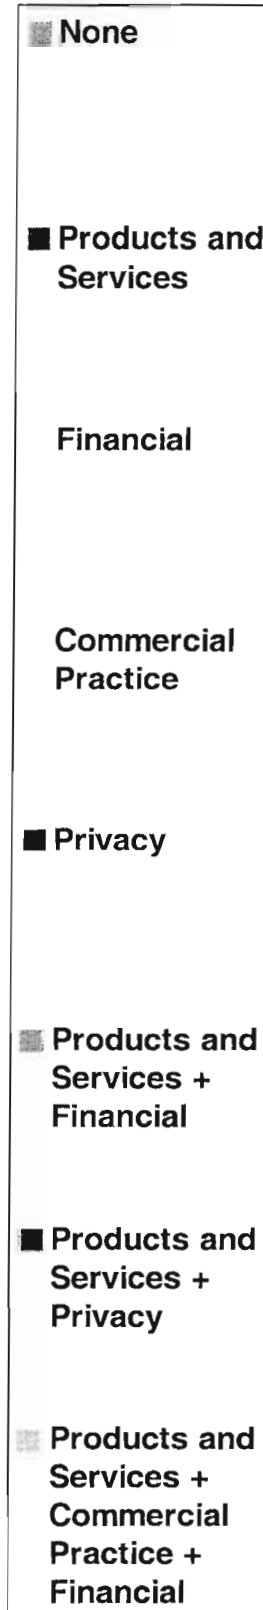 None
Products and
Services
Financial
Commercial
Practice
Privacy
Products and
Services +
Financial
Products and
Services +
Privacy
Products and
Services +
Commercial
Practice +
Financial